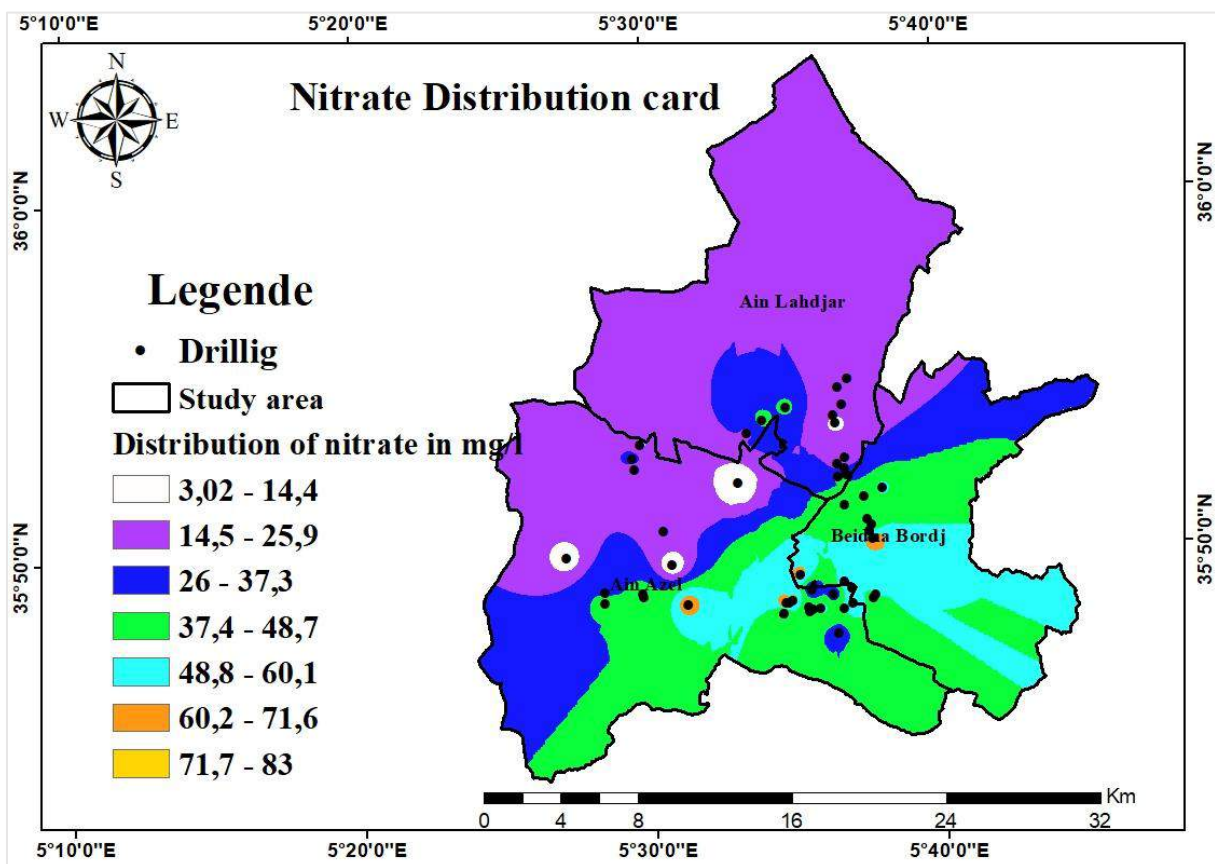 5°10'0"E 5°20'0"E 5°30'0"E 5°40'0"E
N
W E
S
Nitrate Distribution card
36°0'0"N
36°0'0"N
Ain Lahdjar
Legende
Drillig
Study area
Distribution of nitrate in mg/l
3,02 - 14,4
14,5 - 25,9
26 - 37,3
37,4 - 48,7
48,8 - 60,1
60,2 - 71,6
71,7 - 83
Beidha Bordj
Ain Azel
35°50'0"N
35°50'0"N
Km
0 4 8 16 24 32
5°10'0"E 5°20'0"E 5°30'0"E 5°40'0"E